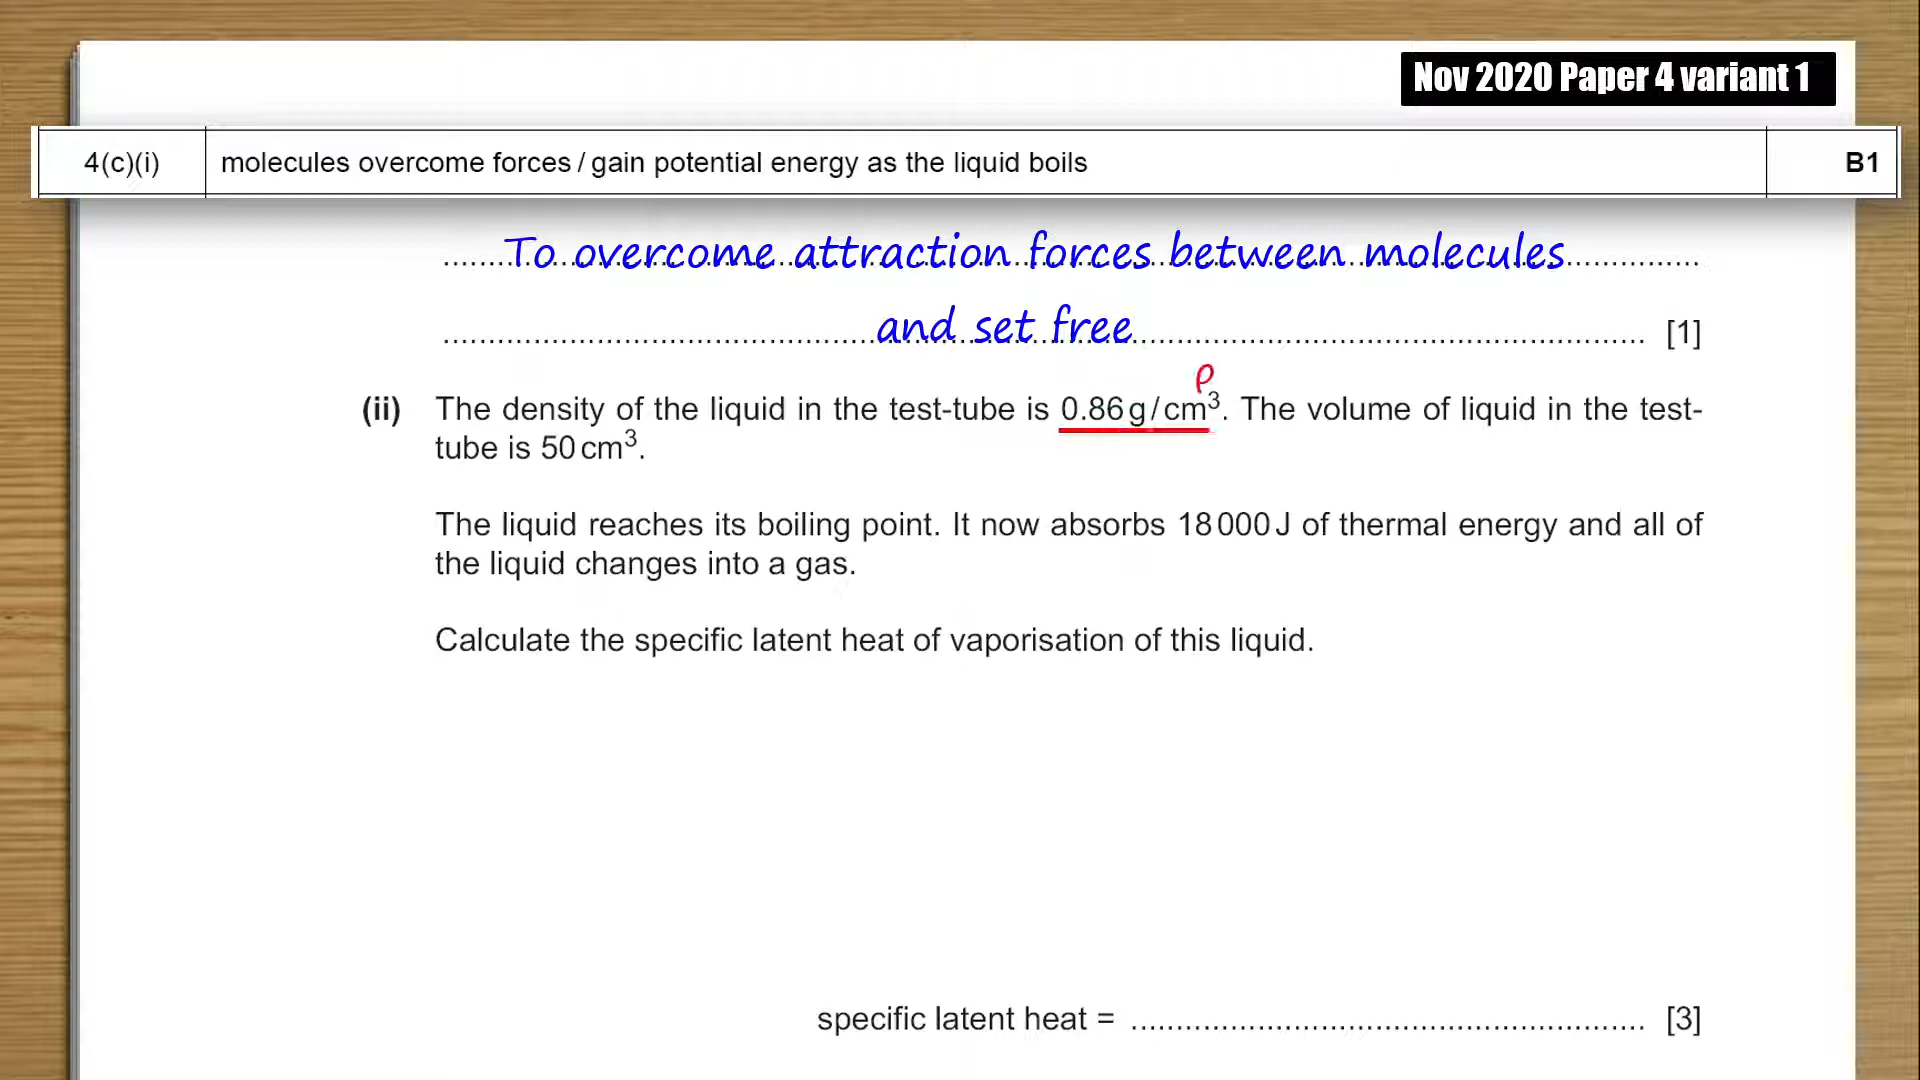 Nov 2020 Paper 4 variant 1
4(c)(i) molecules overcome forces / gain potential energy as the liquid boils B1
To overcome attraction forces between molecules
and set free [1]
ρ
(ii) The density of the liquid in the test-tube is 0.86 g/cm³. The volume of liquid in the test-
tube is 50 cm³.
The liquid reaches its boiling point. It now absorbs 18 000 J of thermal energy and all of
the liquid changes into a gas.
Calculate the specific latent heat of vaporisation of this liquid.
specific latent heat = ........................................................ [3]